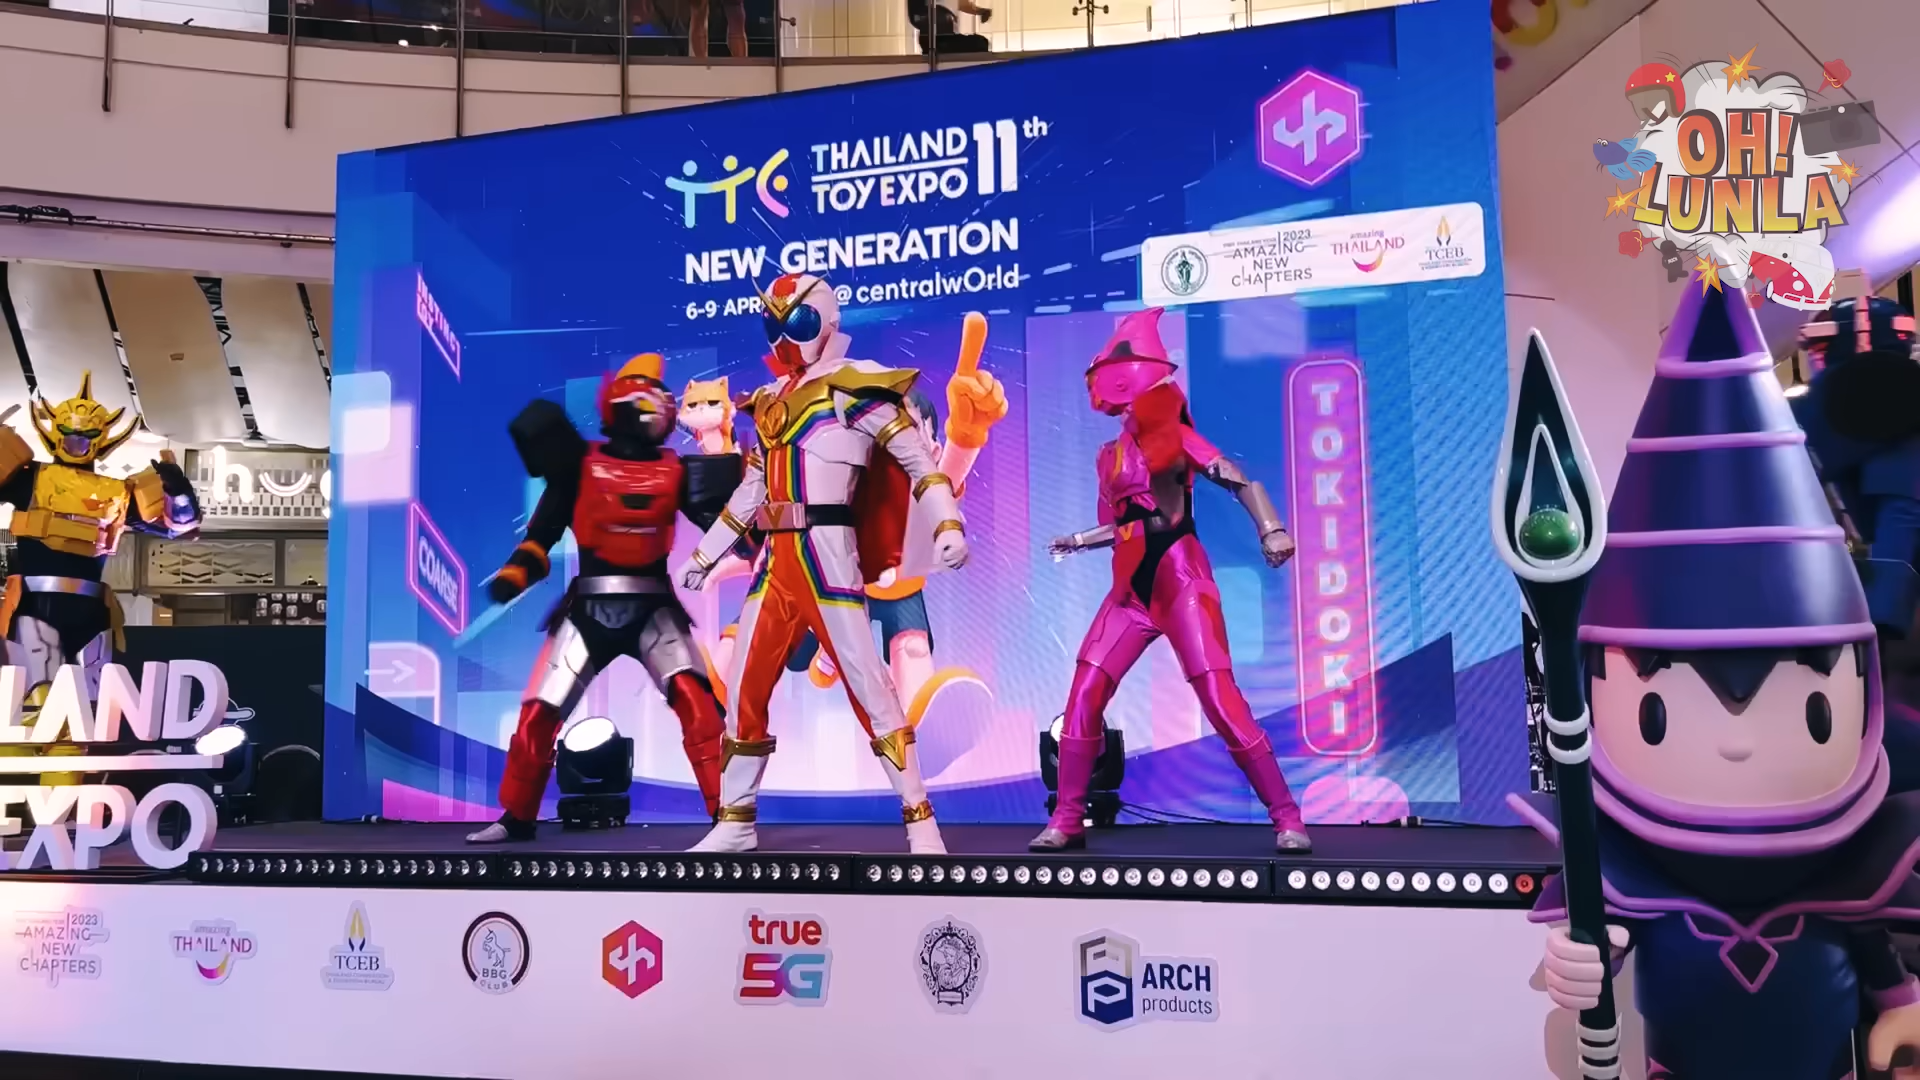 OH!
LUNLA
THAILAND
TOY EXPO
11th
NEW GENERATION
6-9 APR
@centralwOrld
2023
AMAZING
NEW
CHAPTERS
amazing
THAILAND
TCEB
COARSE
TOKIDOKI
LAND
EXPO
2023
AMAZING
NEW
CHAPTERS
amazing
THAILAND
TCEB
BBG
CLUB
true
5G
ARCH
products